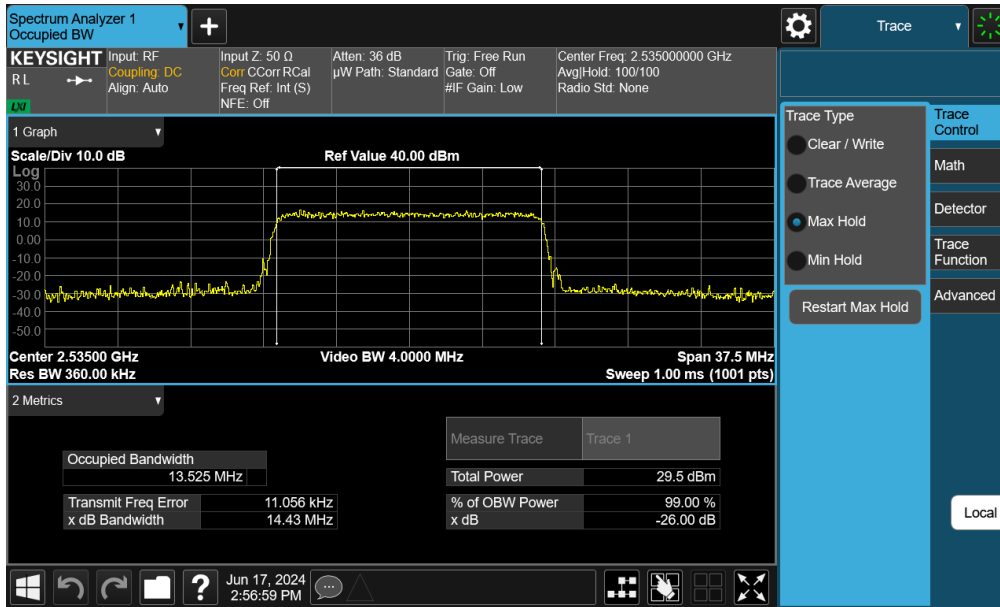 Spectrum Analyzer 1
Occupied BW
Trace
KEYSIGHT
R L
LXI
Input: RF
Coupling: DC
Align: Auto
Input Z: 50 Ω
Corr CCorr RCal
Freq Ref: Int (S)
NFE: Off
Atten: 36 dB
µW Path: Standard
Trig: Free Run
Gate: Off
#IF Gain: Low
Center Freq: 2.535000000 GHz
Avg|Hold: 100/100
Radio Std: None
1 Graph
Scale/Div 10.0 dB
Ref Value 40.00 dBm
Log
30.0
20.0
10.0
0.00
-10.0
-20.0
-30.0
-40.0
-50.0
Center 2.53500 GHz
Video BW 4.0000 MHz
Span 37.5 MHz
Res BW 360.00 kHz
Sweep 1.00 ms (1001 pts)
2 Metrics
Measure Trace
Trace 1
Occupied Bandwidth
13.525 MHz
Total Power
29.5 dBm
Transmit Freq Error
11.056 kHz
% of OBW Power
99.00 %
x dB Bandwidth
14.43 MHz
x dB
-26.00 dB
Trace Type
Clear / Write
Trace Average
Max Hold
Min Hold
Restart Max Hold
Trace
Control
Math
Detector
Trace
Function
Advanced
Local
?
Jun 17, 2024
2:56:59 PM